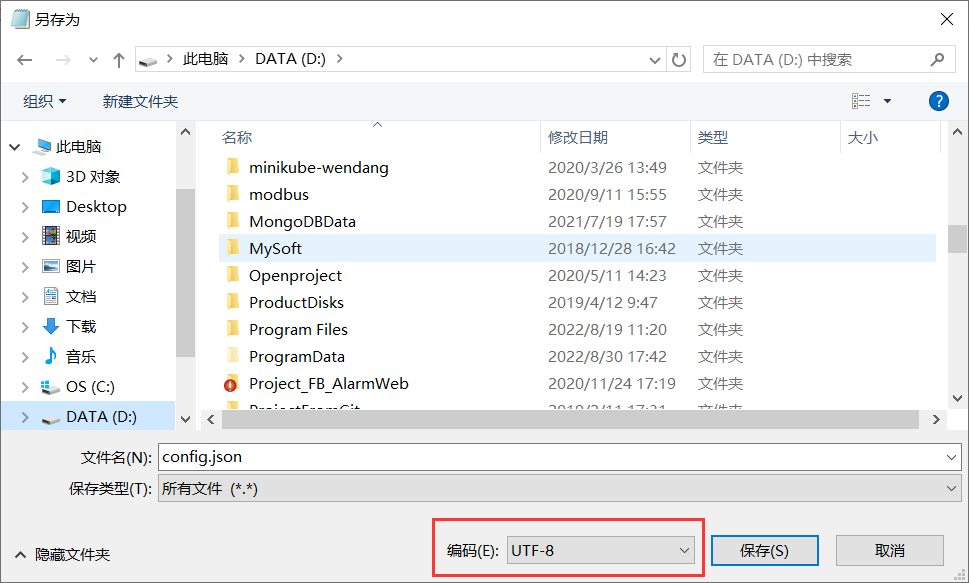 另存为
此电脑 DATA (D:)
在 DATA (D:) 中搜索
组织 新建文件夹
名称 修改日期 类型 大小
此电脑
3D 对象
Desktop
视频
图片
文档
下载
音乐
OS (C:)
DATA (D:)
minikube-wendang 2020/3/26 13:49 文件夹
modbus 2020/9/11 15:55 文件夹
MongoDBData 2021/7/19 17:57 文件夹
MySoft 2018/12/28 16:42 文件夹
Openproject 2020/5/11 14:23 文件夹
ProductDisks 2019/4/12 9:47 文件夹
Program Files 2022/8/19 11:20 文件夹
ProgramData 2022/8/30 17:42 文件夹
Project_FB_AlarmWeb 2020/11/24 17:19 文件夹
文件名(N): config.json
保存类型(T): 所有文件 (*.*)
隐藏文件夹
编码(E): UTF-8
保存(S)
取消